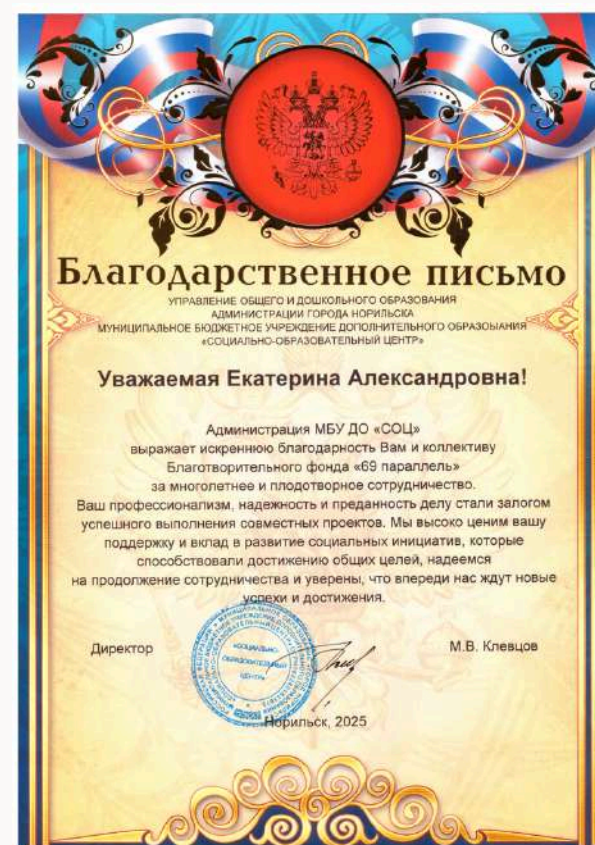 Благодарственное письмо
УПРАВЛЕНИЕ ОБЩЕГО И ДОШКОЛЬНОГО ОБРАЗОВАНИЯ
АДМИНИСТРАЦИИ ГОРОДА НОРИЛЬСКА
МУНИЦИПАЛЬНОЕ БЮДЖЕТНОЕ УЧРЕЖДЕНИЕ ДОПОЛНИТЕЛЬНОГО ОБРАЗОЫАНИЯ
«СОЦИАЛЬНО-ОБРАЗОВАТЕЛЬНЫЙ ЦЕНТР»
Уважаемая Екатерина Александровна!
Администрация МБУ ДО «СОЦ»
выражает искреннюю благодарность Вам и коллективу
Благотворительного фонда «69 параллель»
за многолетнее и плодотворное сотрудничество.
Ваш профессионализм, надежность и преданность делу стали залогом
успешного выполнения совместных проектов. Мы высоко ценим вашу
поддержку и вклад в развитие социальных инициатив, которые
способствовали достижению общих целей, надеемся
на продолжение сотрудничества и уверены, что впереди нас ждут новые
успехи и достижения.
Директор
«СОЦИАЛЬНО-
ОБРАЗОВАТЕЛЬНЫЙ
ЦЕНТР»
М.В. Клевцов
Норильск, 2025